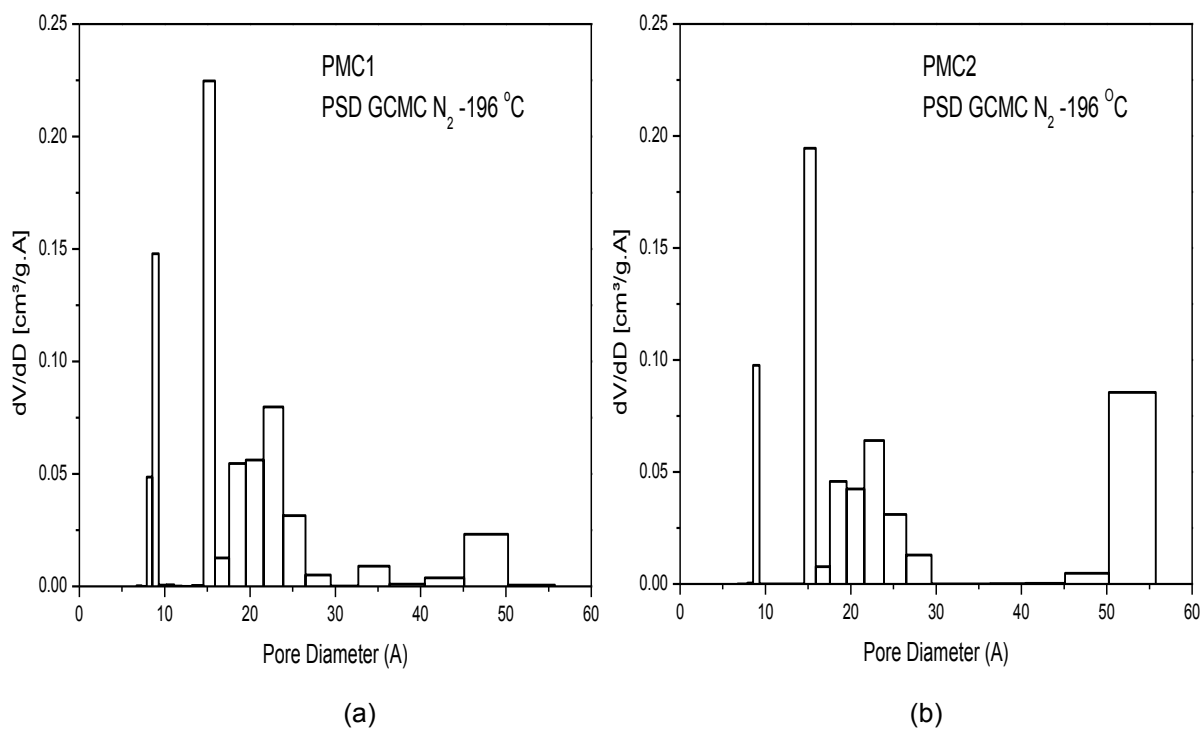 0.25
0.20
0.15
0.10
0.05
0.00
0
10
20
30
40
50
60
dV/dD [cm³/g.A]
Pore Diameter (A)
PMC1
PSD GCMC N₂ -196 °C
(a)
0.25
0.20
0.15
0.10
0.05
0.00
0
10
20
30
40
50
60
dV/dD [cm³/g.A]
Pore Diameter (A)
PMC2
PSD GCMC N₂ -196 °C
(b)